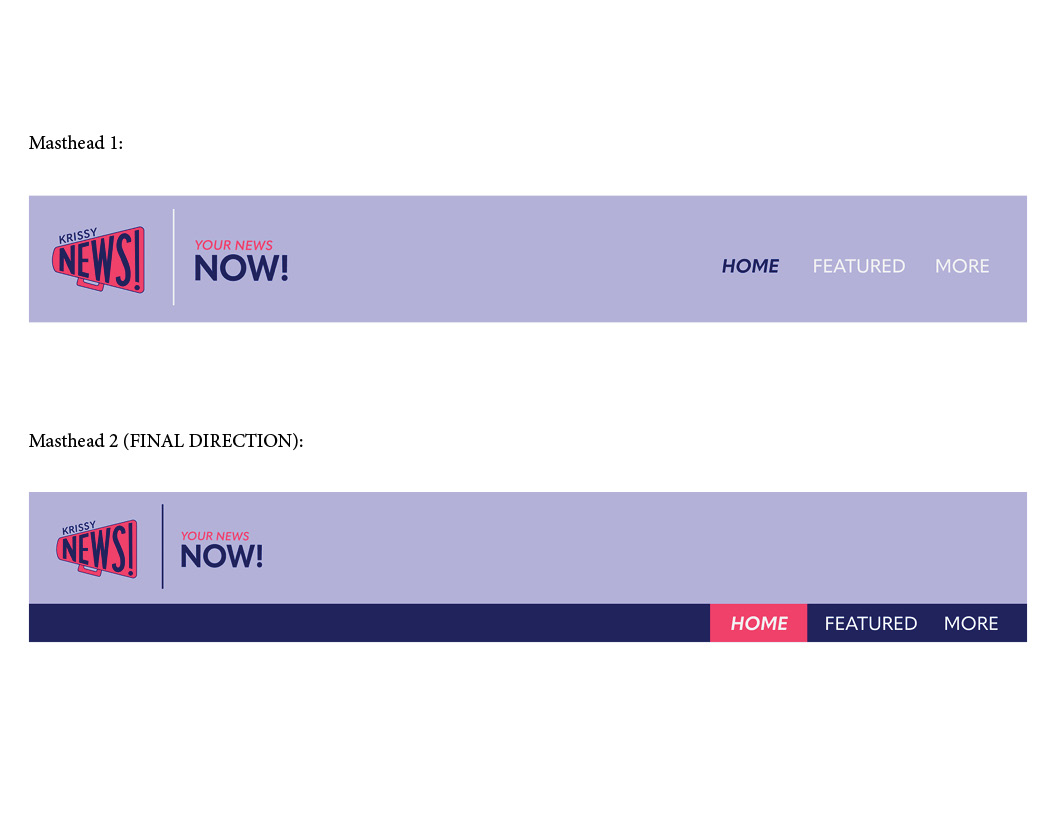 Masthead 1:
KRISSY
NEWS!
YOUR NEWS
NOW!
HOME FEATURED MORE
Masthead 2 (FINAL DIRECTION):
KRISSY
NEWS!
YOUR NEWS
NOW!
HOME FEATURED MORE